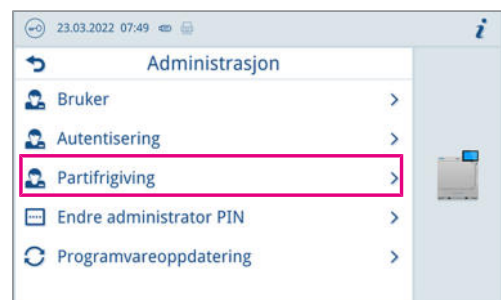 23.03.2022 07:49
Administrasjon
Bruker
Autentisering
Partifrigiving
Endre administrator PIN
Programvareoppdatering